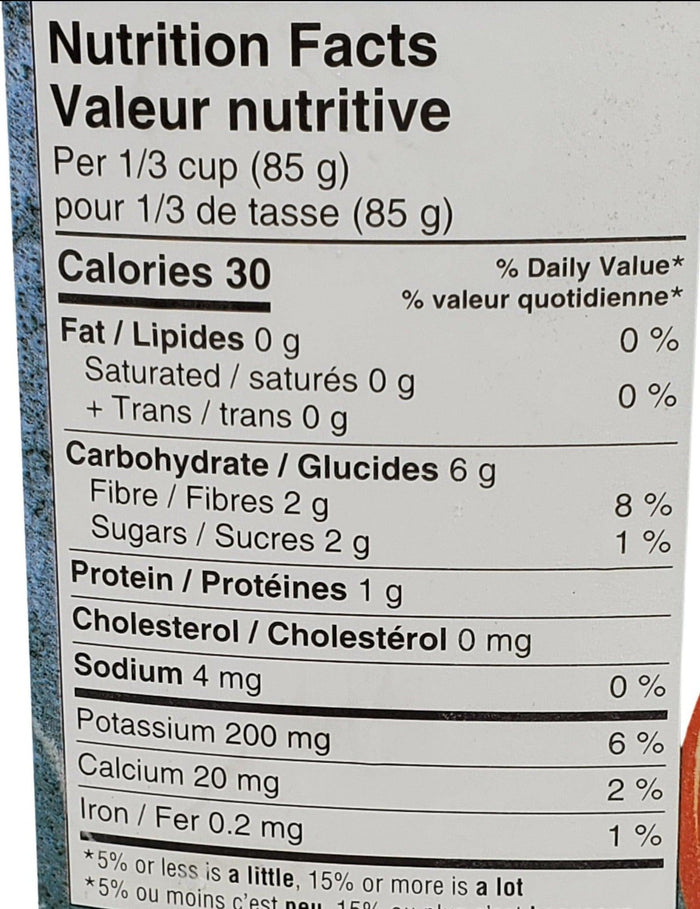 Nutrition Facts
Valeur nutritive
Per 1/3 cup (85 g)
pour 1/3 de tasse (85 g)
Calories 30
% Daily Value*
% valeur quotidienne*
Fat / Lipides 0 g 0 %
Saturated / saturés 0 g
+ Trans / trans 0 g 0 %
Carbohydrate / Glucides 6 g
Fibre / Fibres 2 g 8 %
Sugars / Sucres 2 g 1 %
Protein / Protéines 1 g
Cholesterol / Cholestérol 0 mg
Sodium 4 mg 0 %
Potassium 200 mg 6 %
Calcium 20 mg 2 %
Iron / Fer 0.2 mg 1 %
*5% or less is a little, 15% or more is a lot
*5% ou moins c'est peu, 15%